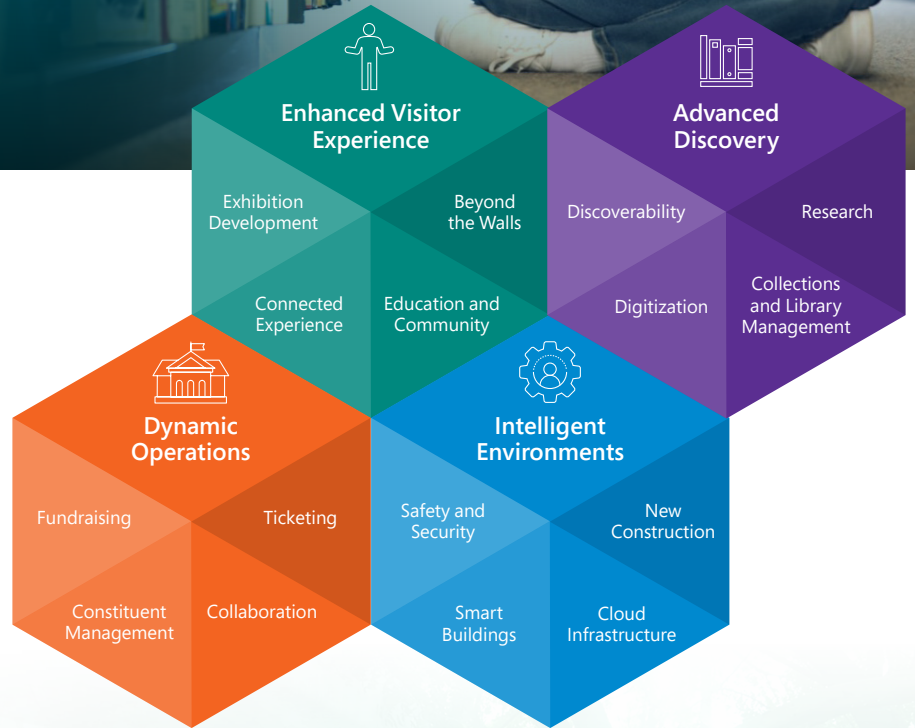 Enhanced Visitor
Experience
Exhibition
Development
Beyond
the Walls
Connected
Experience
Education and
Community
Advanced
Discovery
Discoverability
Research
Digitization
Collections
and Library
Management
Dynamic
Operations
Fundraising
Ticketing
Constituent
Management
Collaboration
Intelligent
Environments
Safety and
Security
New
Construction
Smart
Buildings
Cloud
Infrastructure